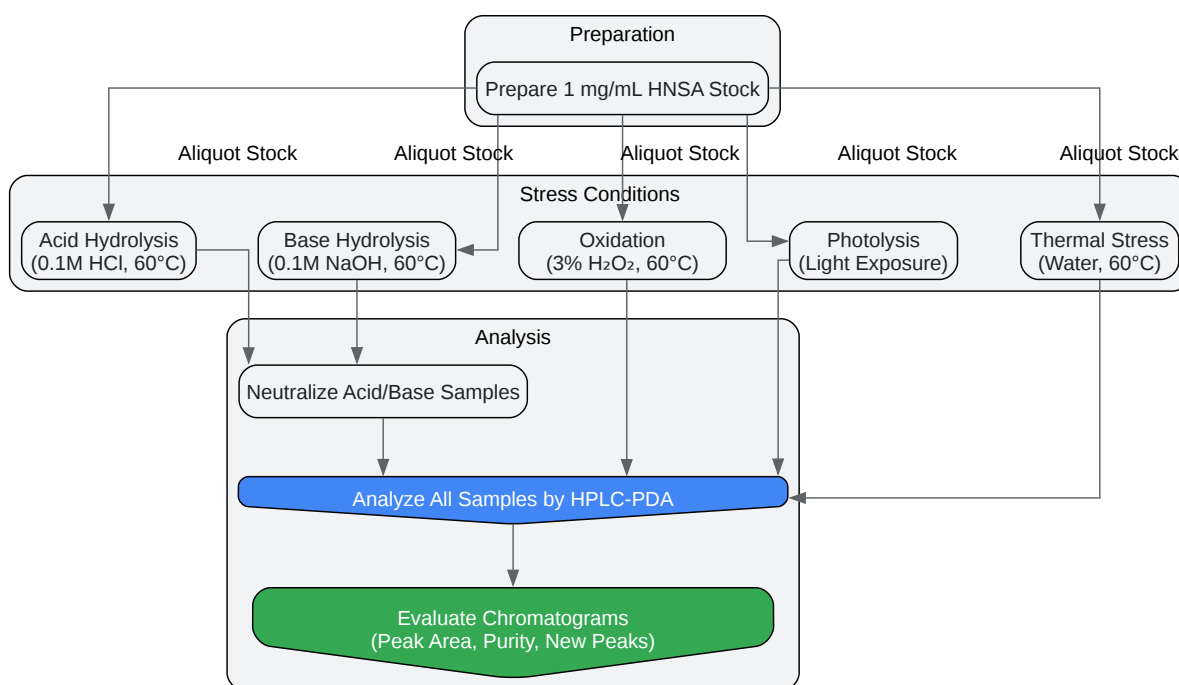 Preparation
Prepare 1 mg/mL HNSA Stock
Aliquot Stock
Aliquot Stock
Aliquot Stock
Aliquot Stock
Aliquot Stock
Stress Conditions
Acid Hydrolysis
(0.1M HCl, 60°C)
Base Hydrolysis
(0.1M NaOH, 60°C)
Oxidation
(3% H₂O₂, 60°C)
Photolysis
(Light Exposure)
Thermal Stress
(Water, 60°C)
Analysis
Neutralize Acid/Base Samples
Analyze All Samples by HPLC-PDA
Evaluate Chromatograms
(Peak Area, Purity, New Peaks)